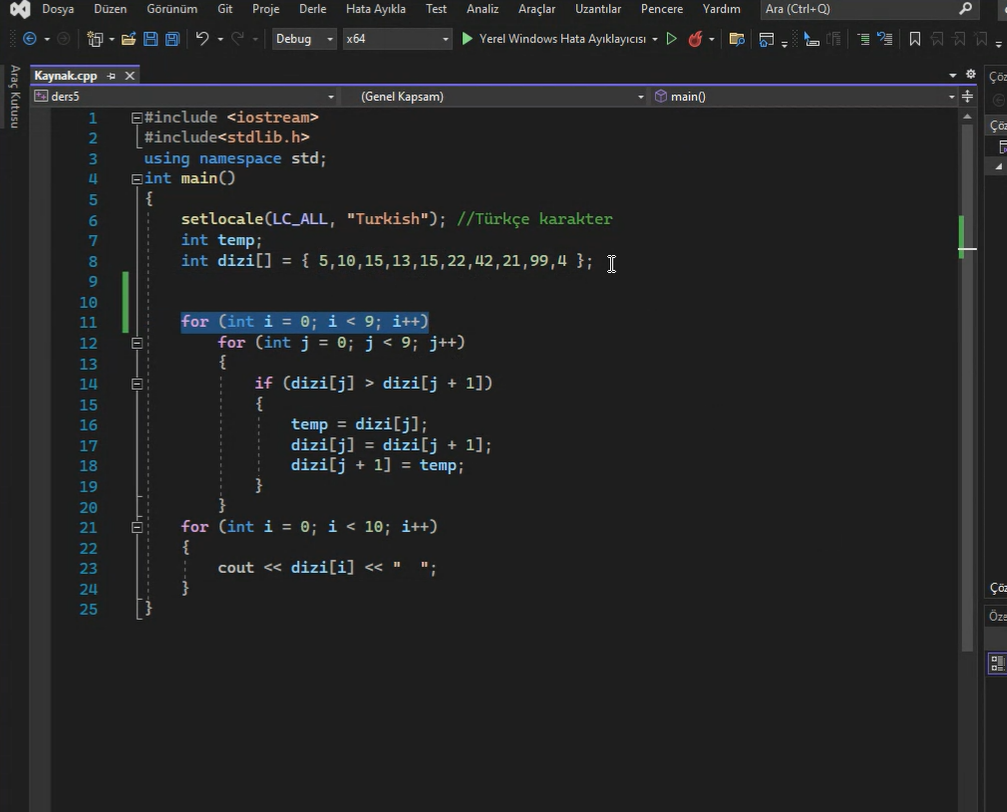 Dosya Düzen Görünüm Git Proje Derle Hata Ayıkla Test Analiz Araçlar Uzantılar Pencere Yardım Ara (Ctrl+Q)
Debug x64 Yerel Windows Hata Ayıklayıcısı
Araç Kutusu
Kaynak.cpp
ders5 (Genel Kapsam) main()
1 #include <iostream>
2 #include<stdlib.h>
3 using namespace std;
4 int main()
5 {
6 setlocale(LC_ALL, "Turkish"); //Türkçe karakter
7 int temp;
8 int dizi[] = { 5,10,15,13,15,22,42,21,99,4 };
9
10
11 for (int i = 0; i < 9; i++)
12 for (int j = 0; j < 9; j++)
13 {
14 if (dizi[j] > dizi[j + 1])
15 {
16 temp = dizi[j];
17 dizi[j] = dizi[j + 1];
18 dizi[j + 1] = temp;
19 }
20 }
21 for (int i = 0; i < 10; i++)
22 {
23 cout << dizi[i] << "  ";
24 }
25 }